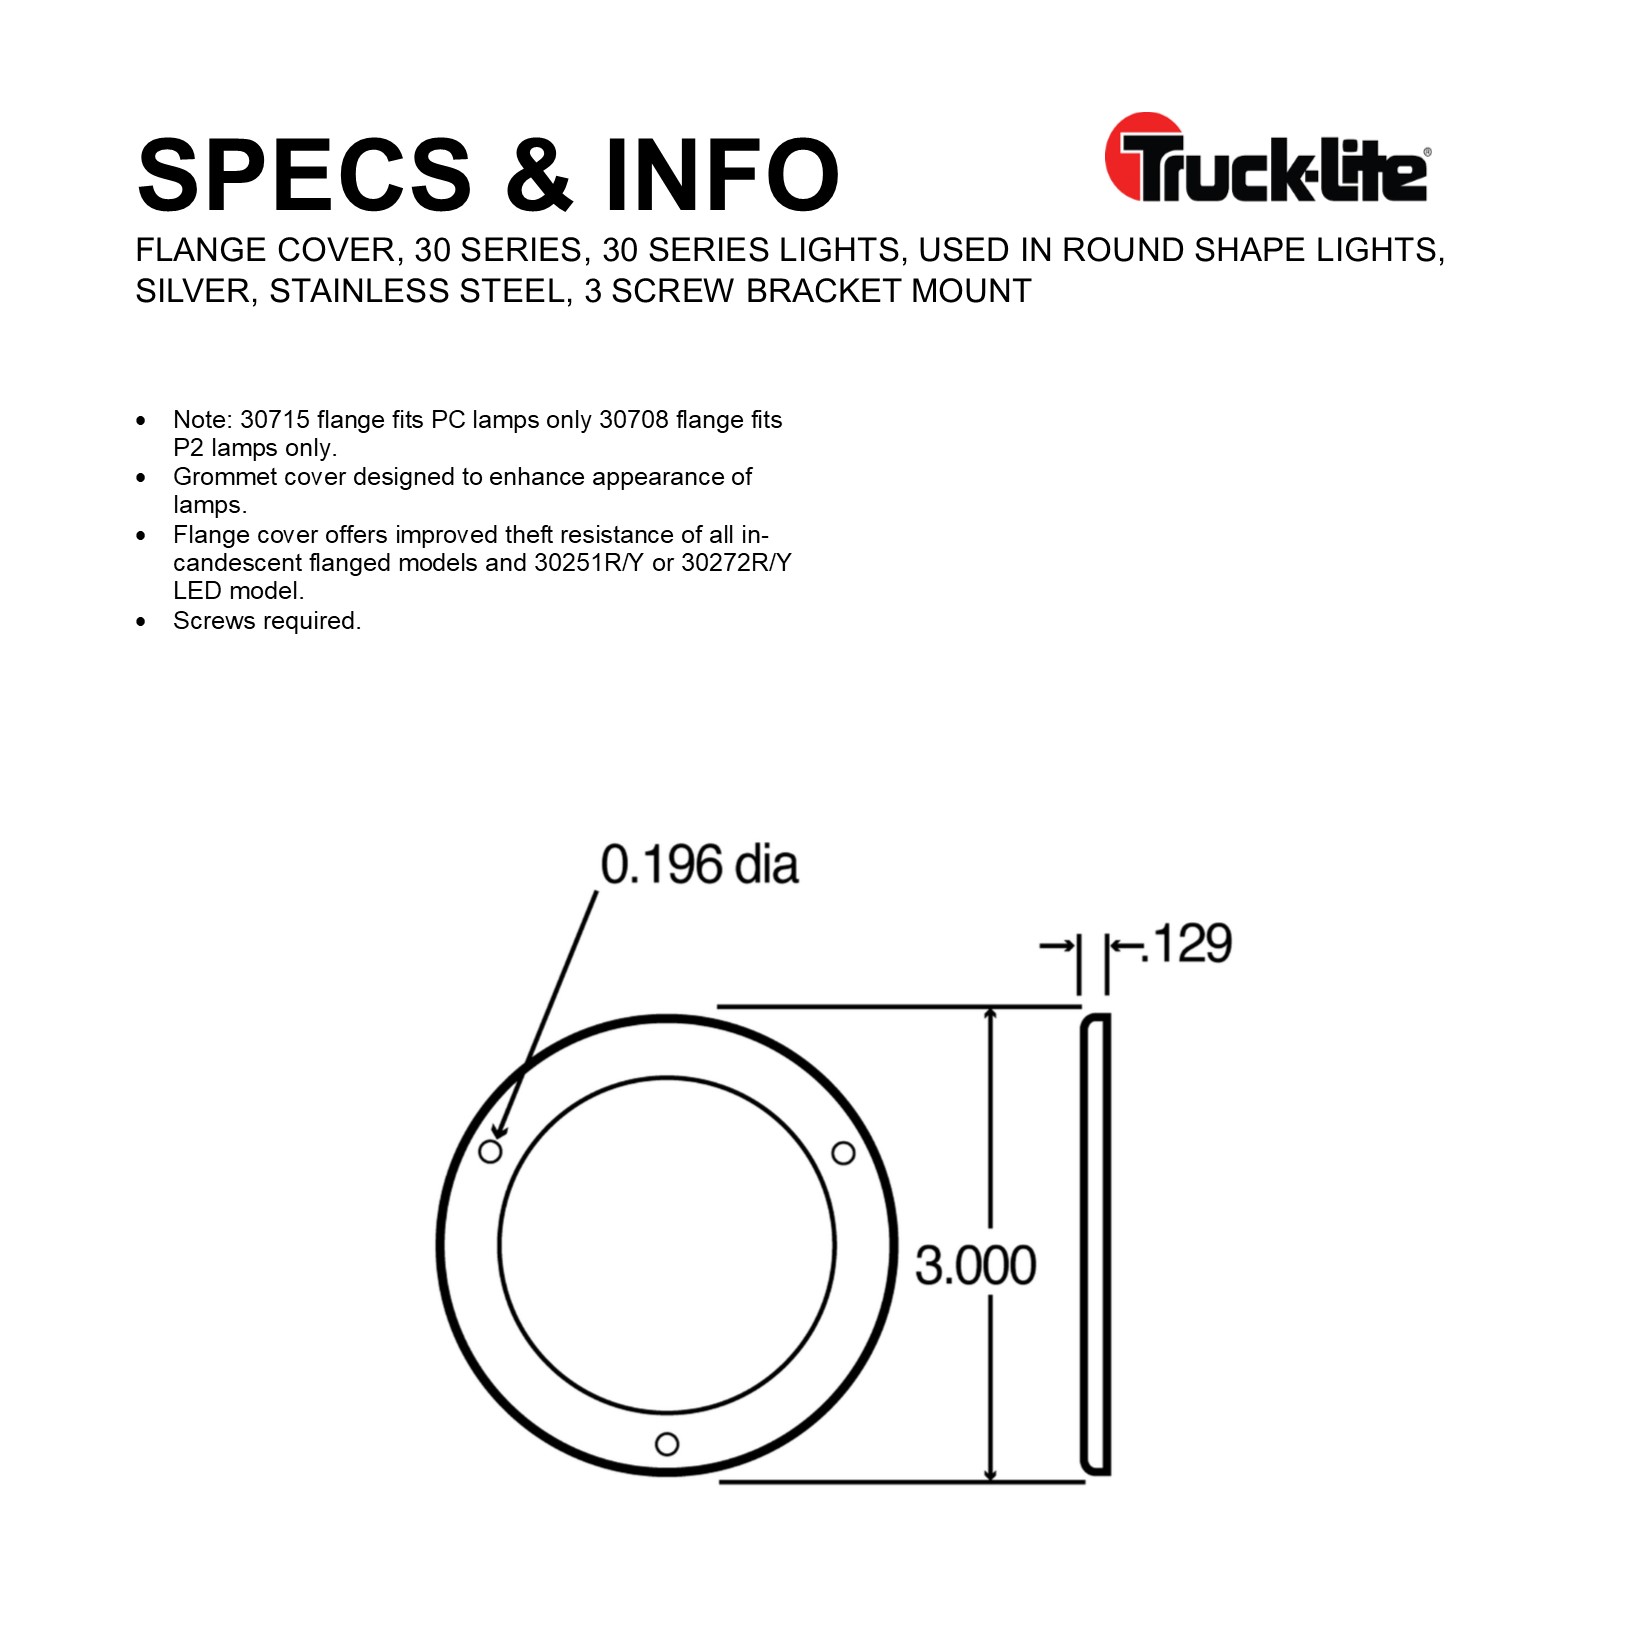 SPECS & INFO
Truck-Lite®
FLANGE COVER, 30 SERIES, 30 SERIES LIGHTS, USED IN ROUND SHAPE LIGHTS,
SILVER, STAINLESS STEEL, 3 SCREW BRACKET MOUNT
• Note: 30715 flange fits PC lamps only 30708 flange fits
P2 lamps only.
• Grommet cover designed to enhance appearance of
lamps.
• Flange cover offers improved theft resistance of all in-
candescent flanged models and 30251R/Y or 30272R/Y
LED model.
• Screws required.
0.196 dia
.129
3.000